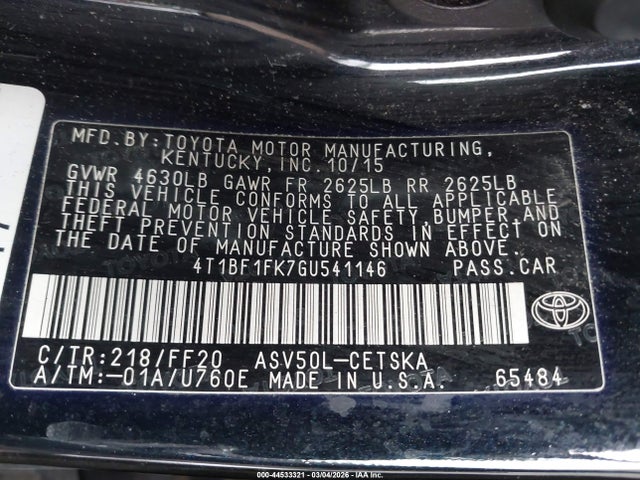 MFD. BY: TOYOTA MOTOR MANUFACTURING,
KENTUCKY, INC. 10/15
GVWR 4630LB GAWR FR 2625LB RR 2625LB
THIS VEHICLE CONFORMS TO ALL APPLICABLE
FEDERAL MOTOR VEHICLE SAFETY, BUMPER, AND
THEFT PREVENTION STANDARDS IN EFFECT ON
THE DATE OF MANUFACTURE SHOWN ABOVE.
4T1BF1FK7GU541146 PASS. CAR
C/TR: 218/FF20 ASV50L-CETSKA
A/TM: -01A/U760E MADE IN U.S.A. 65484
000-44533321 - 03/04/2026 - IAA Inc.